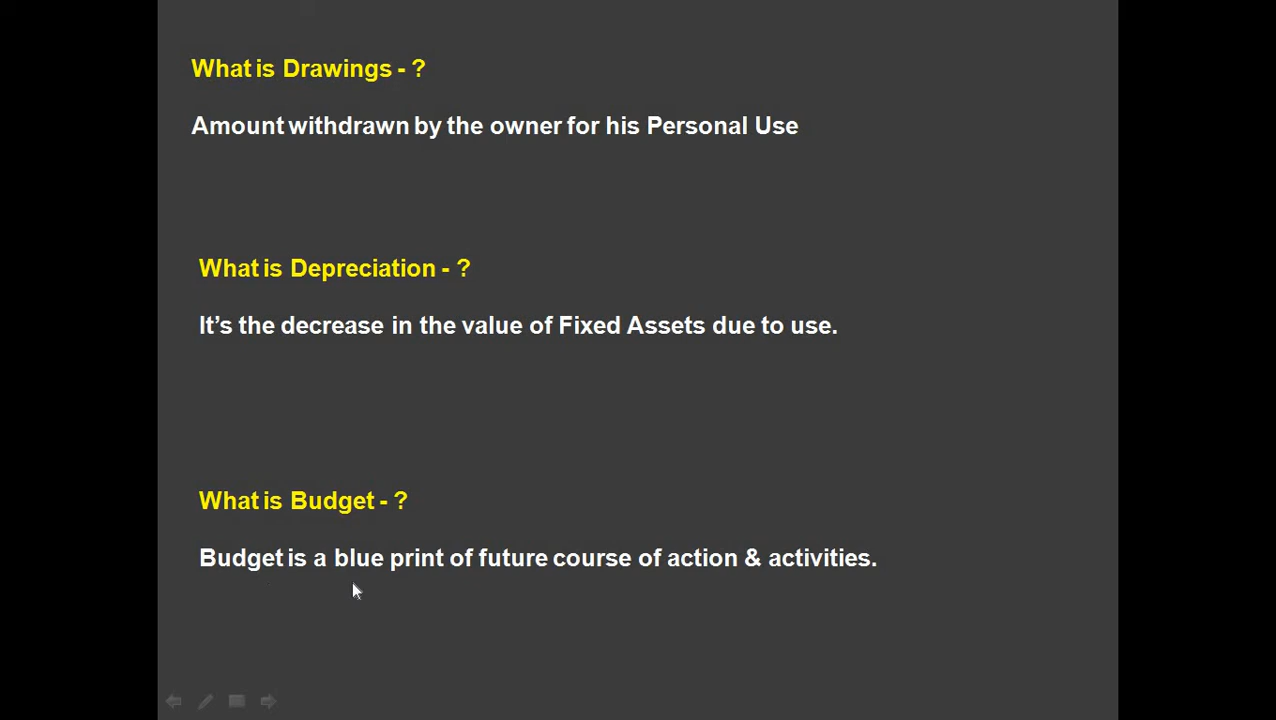 What is Drawings - ?
Amount withdrawn by the owner for his Personal Use
What is Depreciation - ?
It’s the decrease in the value of Fixed Assets due to use.
What is Budget - ?
Budget is a blue print of future course of action & activities.